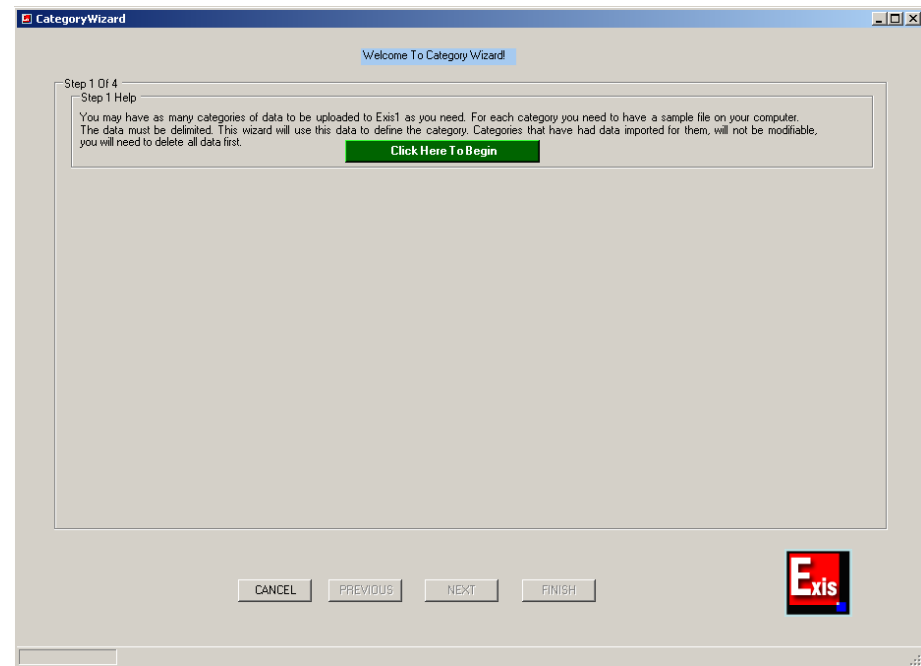 CategoryWizard
Welcome To Category Wizard!
Step 1 Of 4
Step 1 Help
You may have as many categories of data to be uploaded to Exis1 as you need. For each category you need to have a sample file on your computer.
The data must be delimited. This wizard will use this data to define the category. Categories that have had data imported for them, will not be modifiable,
you will need to delete all data first.
Click Here To Begin
CANCEL PREVIOUS NEXT FINISH
Exis